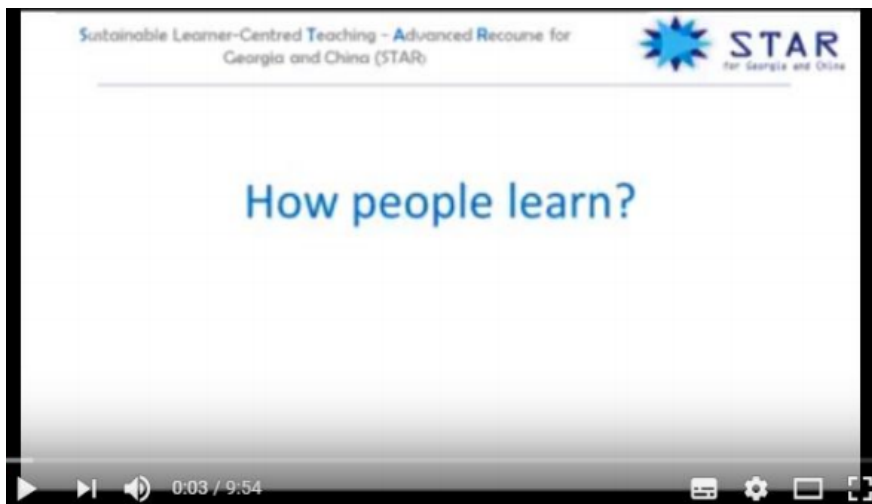 Sustainable Learner-Centred Teaching – Advanced Recourse for
Georgia and China (STAR)
STAR
for Georgia and China
How people learn?
0:03 / 9:54